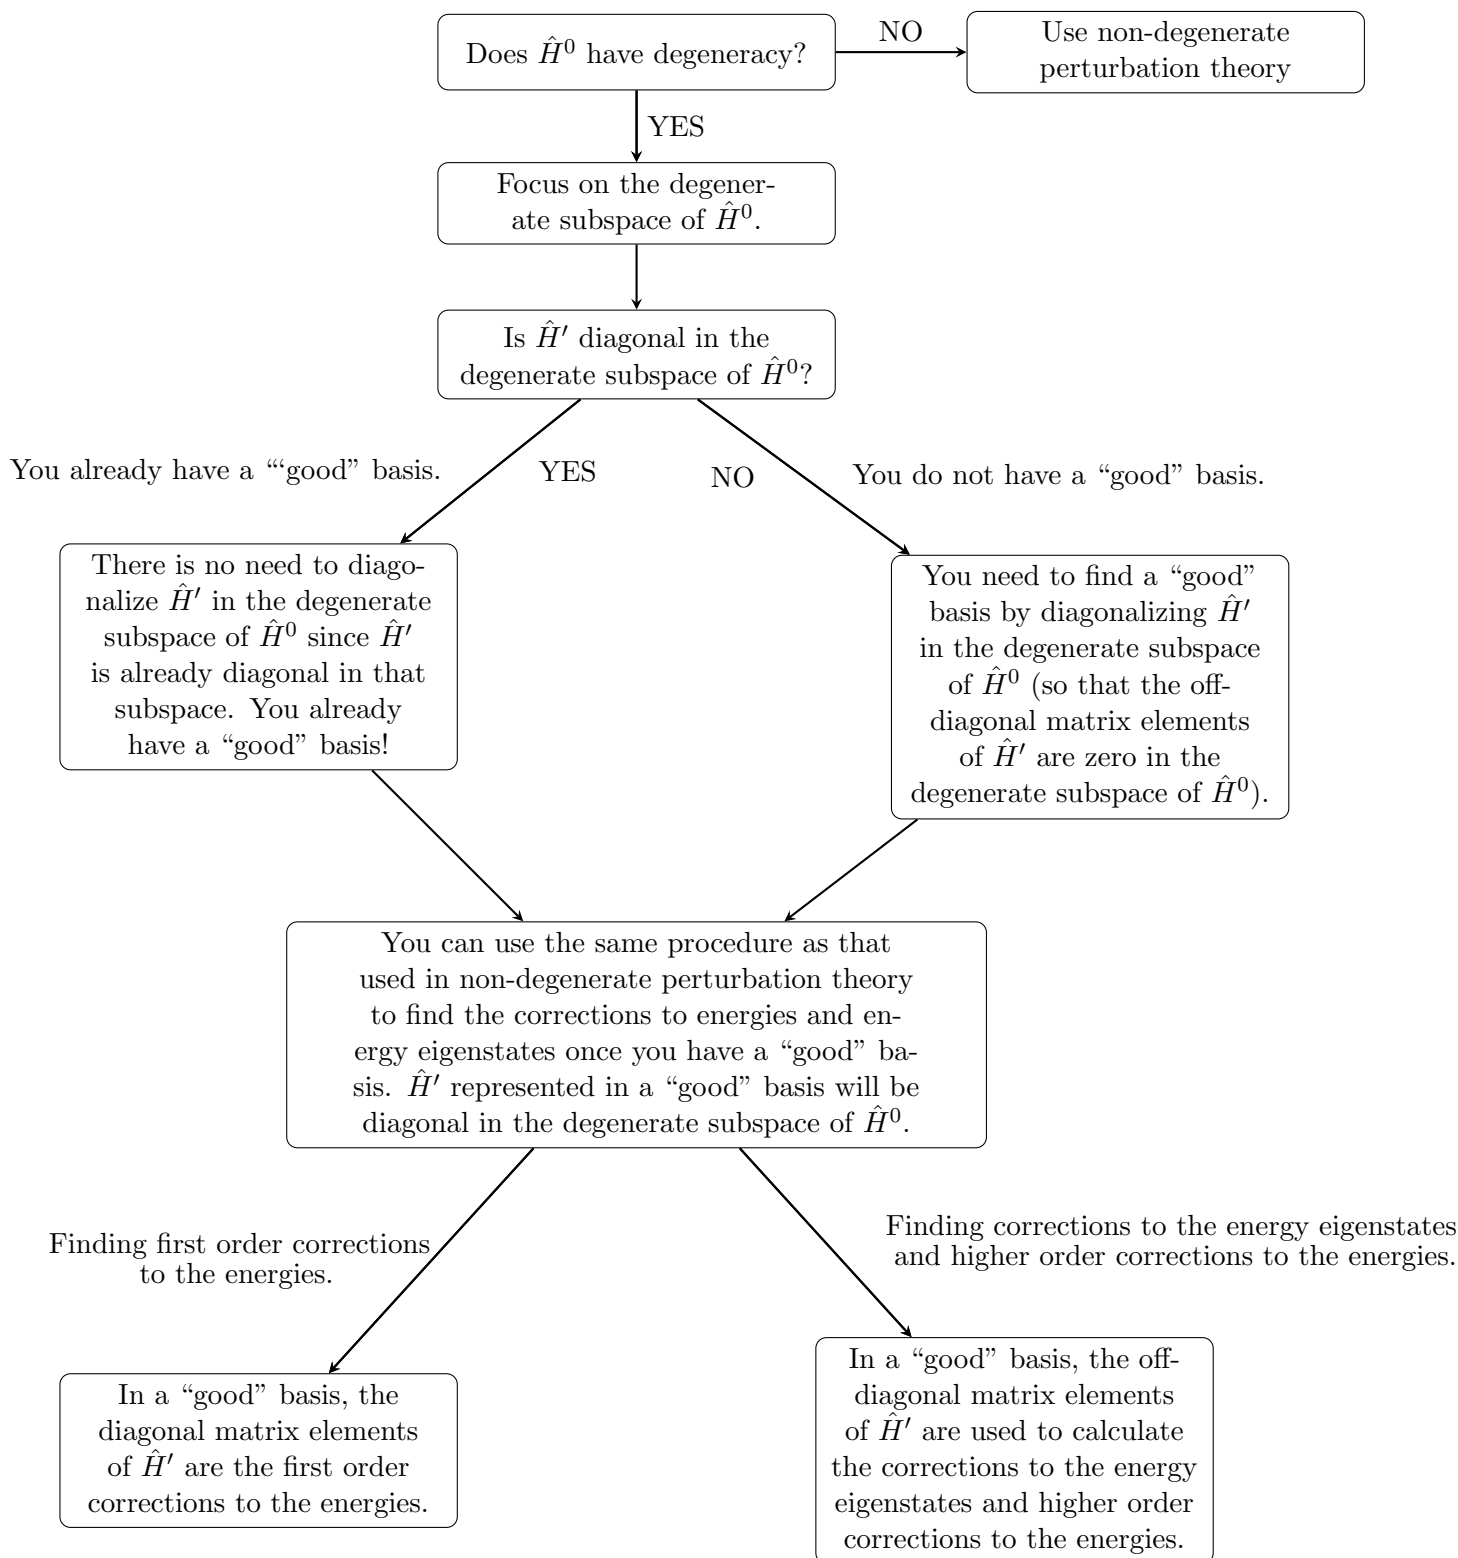 Does Ĥ⁰ have degeneracy?
NO
Use non-degenerate
perturbation theory
YES
Focus on the degener-
ate subspace of Ĥ⁰.
Is Ĥ′ diagonal in the
degenerate subspace of Ĥ⁰?
You already have a “‘good” basis.
YES
NO
You do not have a “good” basis.
There is no need to diago-
nalize Ĥ′ in the degenerate
subspace of Ĥ⁰ since Ĥ′
is already diagonal in that
subspace. You already
have a “good” basis!
You need to find a “good”
basis by diagonalizing Ĥ′
in the degenerate subspace
of Ĥ⁰ (so that the off-
diagonal matrix elements
of Ĥ′ are zero in the
degenerate subspace of Ĥ⁰).
You can use the same procedure as that
used in non-degenerate perturbation theory
to find the corrections to energies and en-
ergy eigenstates once you have a “good” ba-
sis. Ĥ′ represented in a “good” basis will be
diagonal in the degenerate subspace of Ĥ⁰.
Finding first order corrections
to the energies.
Finding corrections to the energy eigenstates
and higher order corrections to the energies.
In a “good” basis, the
diagonal matrix elements
of Ĥ′ are the first order
corrections to the energies.
In a “good” basis, the off-
diagonal matrix elements
of Ĥ′ are used to calculate
the corrections to the energy
eigenstates and higher order
corrections to the energies.